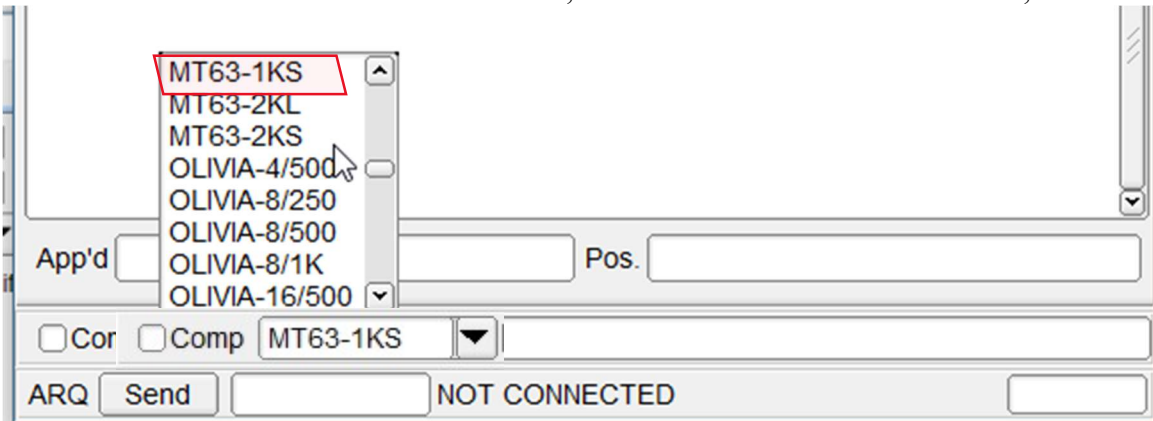 MT63-1KS
MT63-2KL
MT63-2KS
OLIVIA-4/500
OLIVIA-8/250
OLIVIA-8/500
App'd Pos.
OLIVIA-8/1K
OLIVIA-16/500
Cor Comp MT63-1KS
ARQ Send NOT CONNECTED